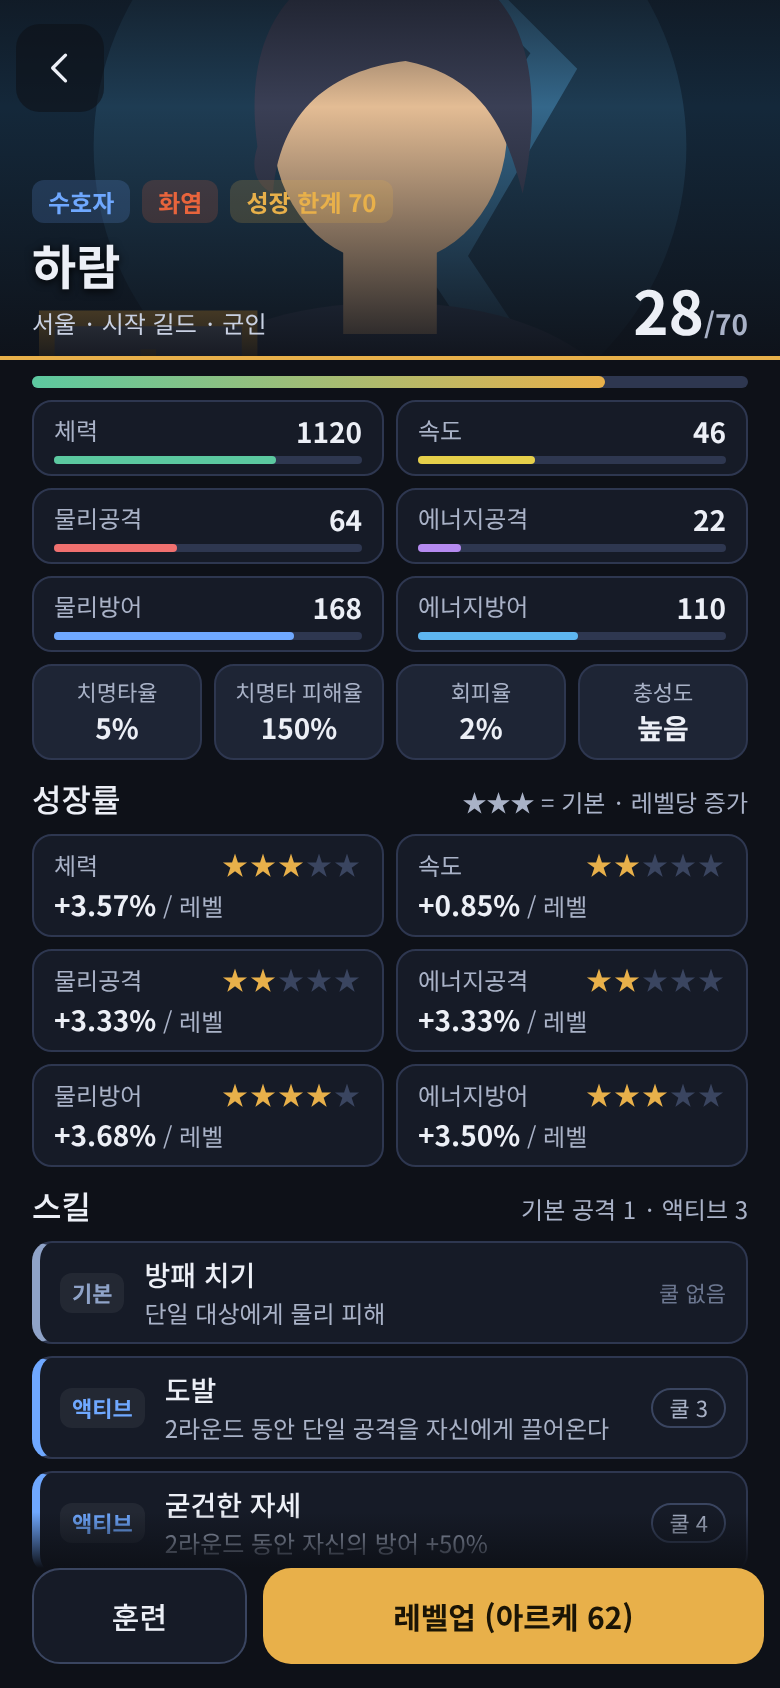 수호자 화염 성장 한계 70
하람
서울 · 시작 길드 · 군인
28/70
체력 1120
속도 46
물리공격 64
에너지공격 22
물리방어 168
에너지방어 110
치명타율 치명타 피해율 회피율 충성도
5% 150% 2% 높음
성장률 ★★★ = 기본 · 레벨당 증가
체력 ★★★★★
+3.57% / 레벨
속도 ★★★★★
+0.85% / 레벨
물리공격 ★★★★★
+3.33% / 레벨
에너지공격 ★★★★★
+3.33% / 레벨
물리방어 ★★★★★
+3.68% / 레벨
에너지방어 ★★★★★
+3.50% / 레벨
스킬 기본 공격 1 · 액티브 3
기본 방패 치기
단일 대상에게 물리 피해
쿨 없음
액티브 도발
2라운드 동안 단일 공격을 자신에게 끌어온다
쿨 3
액티브 굳건한 자세
2라운드 동안 자신의 방어 +50%
쿨 4
훈련 레벨업 (아르케 62)